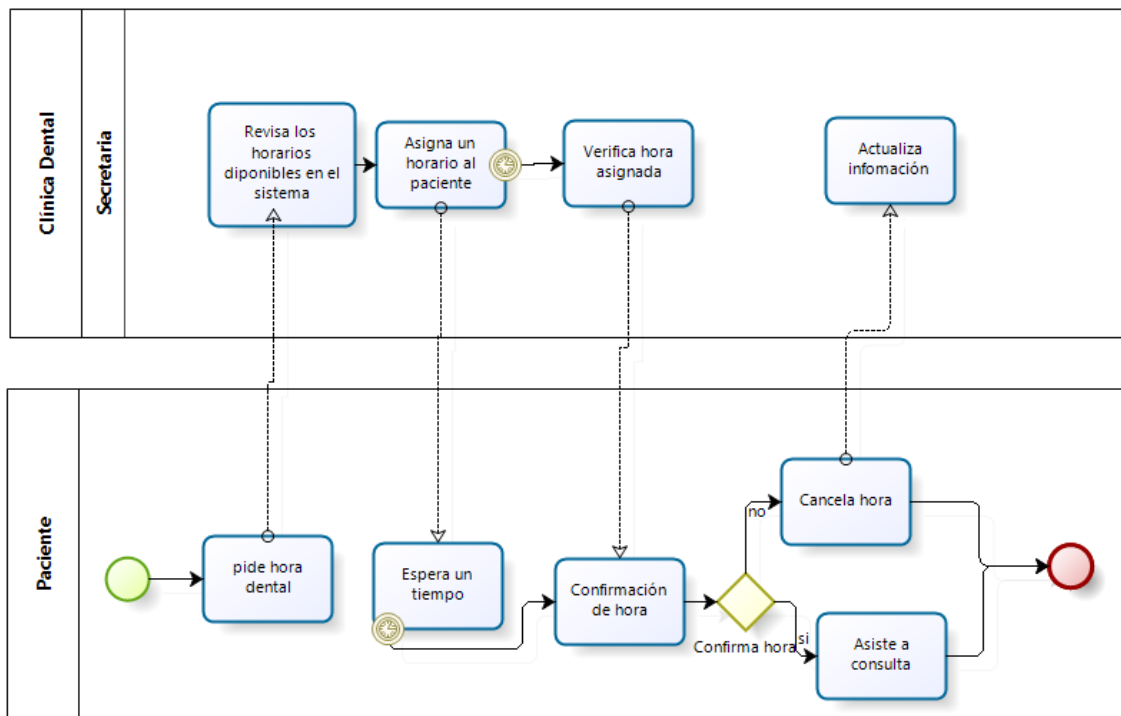 Clínica Dental
Secretaria
Revisa los
horarios
diponibles en el
sistema
Asigna un
horario al
paciente
Verifica hora
asignada
Actualiza
infomación
Paciente
pide hora
dental
Espera un
tiempo
Confirmación
de hora
Confirma hora
no
si
Cancela hora
Asiste a
consulta